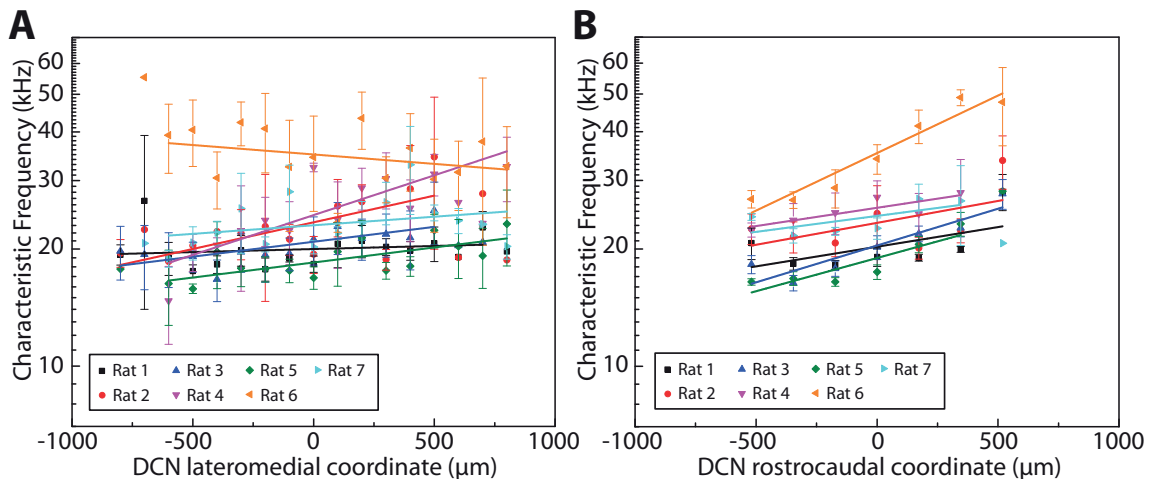 A
Characteristic Frequency (kHz)
60
50
40
30
20
10
-1000
-500
0
500
1000
DCN lateromedial coordinate (µm)
Rat 1
Rat 3
Rat 5
Rat 7
Rat 2
Rat 4
Rat 6
B
Characteristic Frequency (kHz)
60
50
40
30
20
10
-1000
-500
0
500
1000
DCN rostrocaudal coordinate (µm)
Rat 1
Rat 3
Rat 5
Rat 7
Rat 2
Rat 4
Rat 6